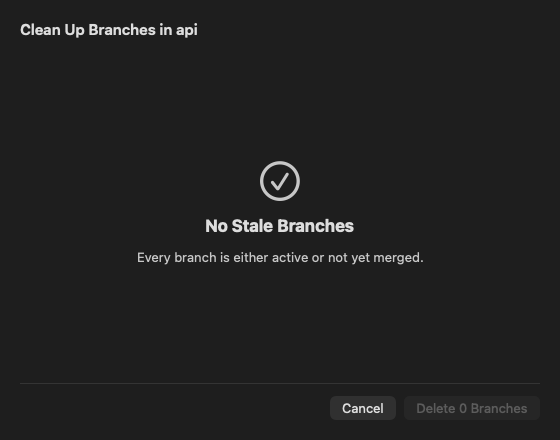 Clean Up Branches in api
No Stale Branches
Every branch is either active or not yet merged.
Cancel
Delete 0 Branches